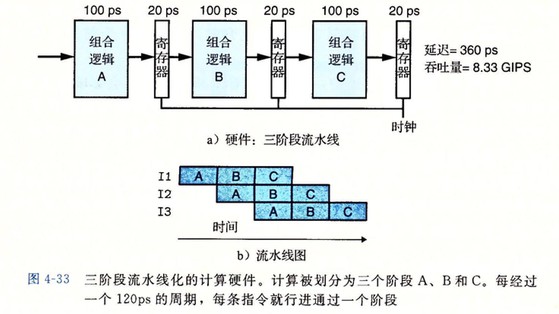 100 ps 20 ps 100 ps 20 ps 100 ps 20 ps
组合逻辑A
寄存器
组合逻辑B
寄存器
组合逻辑C
寄存器
延迟= 360 ps
吞吐量= 8.33 GIPS
时钟
a）硬件：三阶段流水线
I1 A B C
I2 A B C
I3 A B C
时间
b）流水线图
图 4-33 三阶段流水线化的计算硬件。计算被划分为三个阶段 A、B 和 C。每经过
一个 120ps 的周期，每条指令就行进通过一个阶段